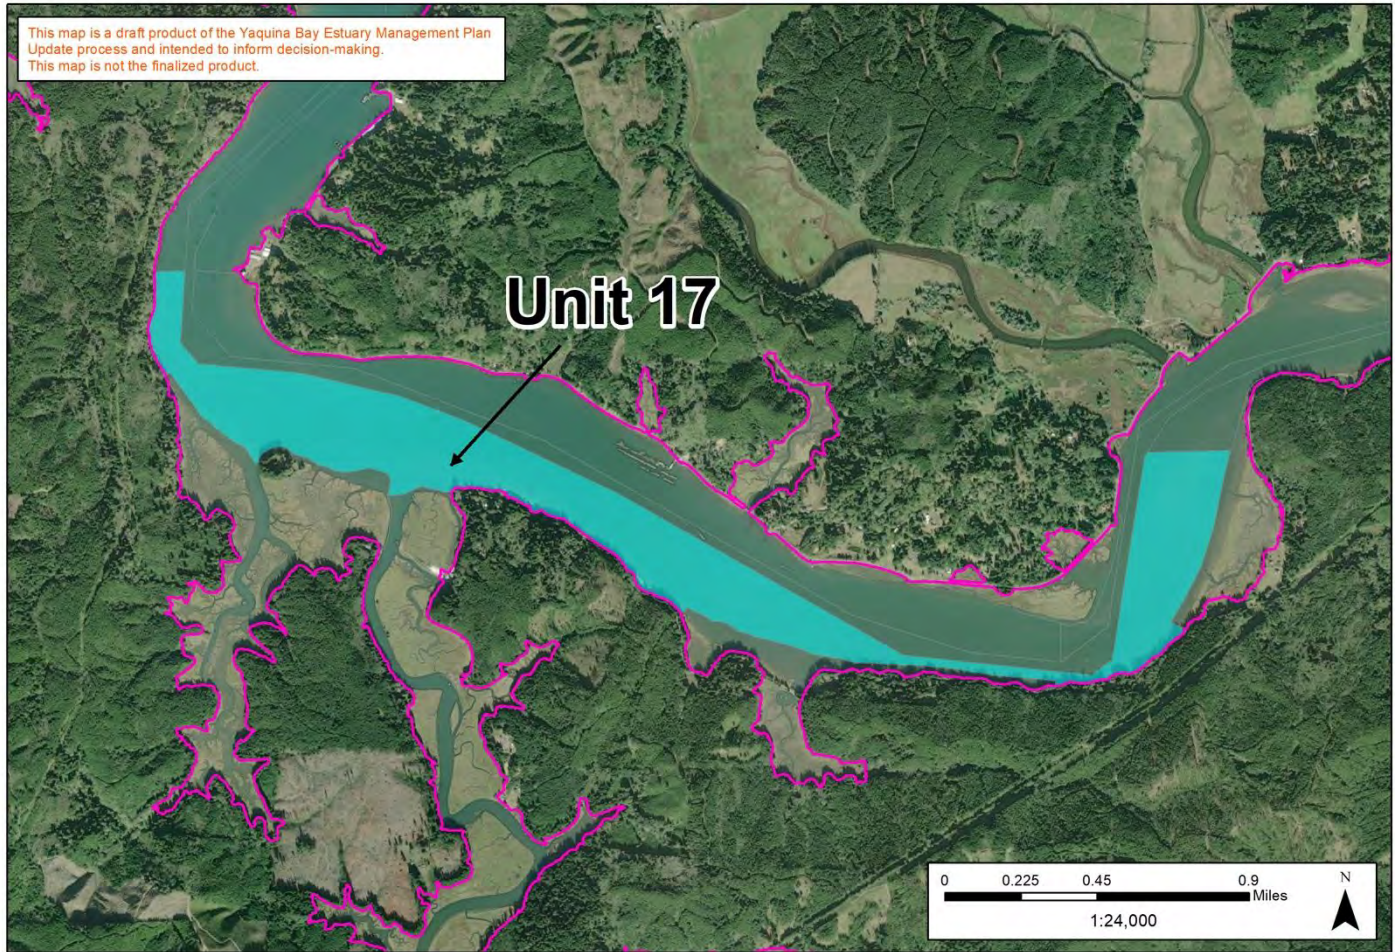 This map is a draft product of the Yaquina Bay Estuary Management Plan
Update process and intended to inform decision-making.
This map is not the finalized product.
Unit 17
0 0.225 0.45 0.9
Miles
1:24,000
N